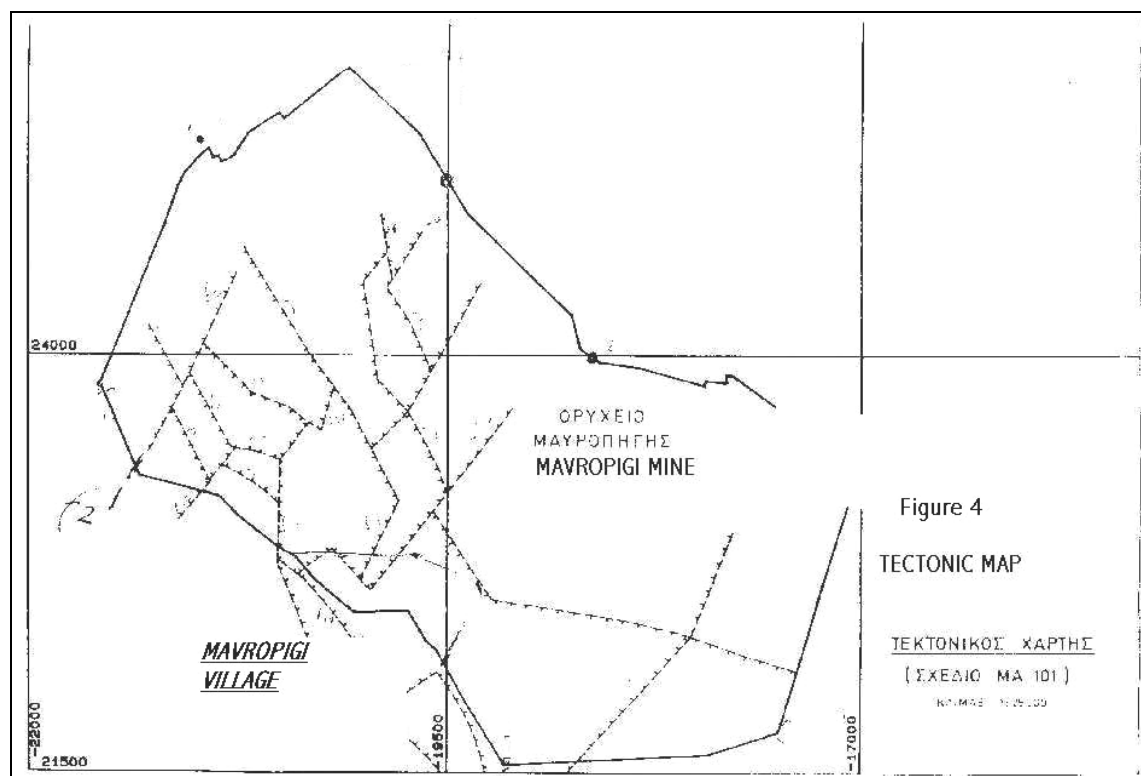 24000
ΟΡΥΧΕΙΟ
ΜΑΥΡΟΠΗΓΗΣ
MAVROPIGI MINE
Figure 4
TECTONIC MAP
2
MAVROPIGI
VILLAGE
ΤΕΚΤΟΝΙΚΟΣ ΧΑΡΤΗΣ
(ΣΧΕΔΙΟ ΜΑ 101)
-22000
-19500
-17000
21500